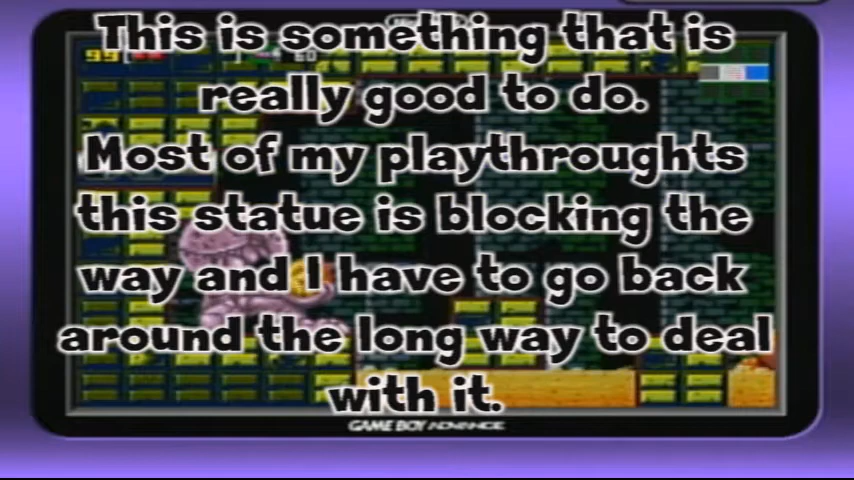 This is something that is
really good to do.
Most of my playthroughts
this statue is blocking the
way and I have to go back
around the long way to deal
with it.
GAME BOY ADVANCE